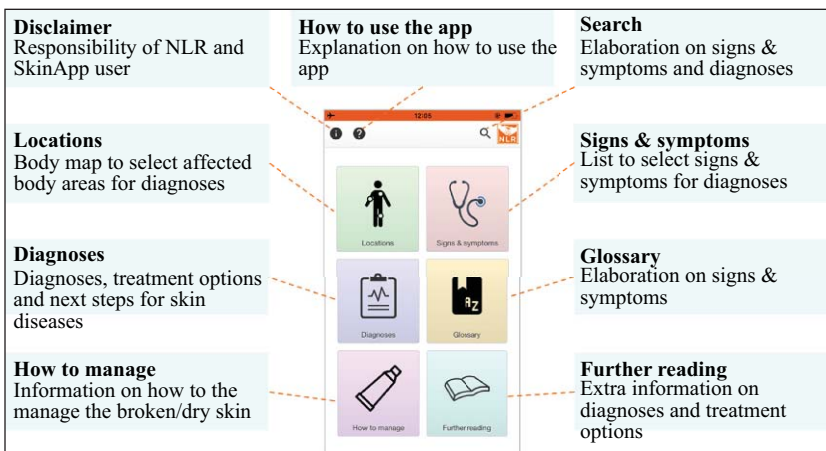 Disclaimer
Responsibility of NLR and
SkinApp user
How to use the app
Explanation on how to use the
app
Search
Elaboration on signs &
symptoms and diagnoses
12:05
NLR
Locations
Body map to select affected
body areas for diagnoses
Signs & symptoms
List to select signs &
symptoms for diagnoses
Locations
Signs & symptoms
Diagnoses
Diagnoses, treatment options
and next steps for skin
diseases
Glossary
Elaboration on signs &
symptoms
AZ
Diagnoses
Glossary
How to manage
Information on how to the
manage the broken/dry skin
Further reading
Extra information on
diagnoses and treatment
options
How to manage
Further reading